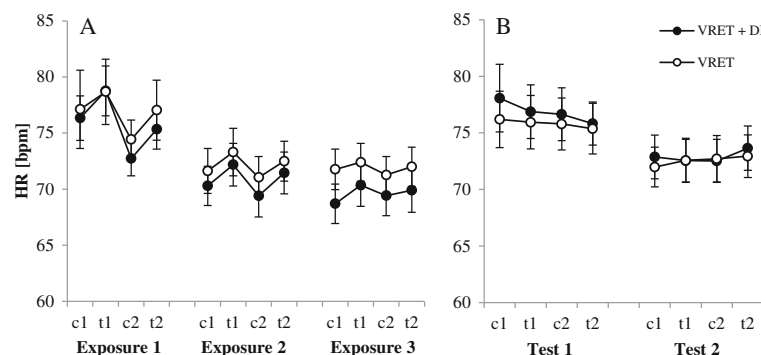 A
B
VRET + DI
VRET
HR [bpm]
85
80
75
70
65
60
c1 t1 c2 t2 c1 t1 c2 t2 c1 t1 c2 t2
Exposure 1 Exposure 2 Exposure 3
85
80
75
70
65
60
c1 t1 c2 t2 c1 t1 c2 t2
Test 1 Test 2